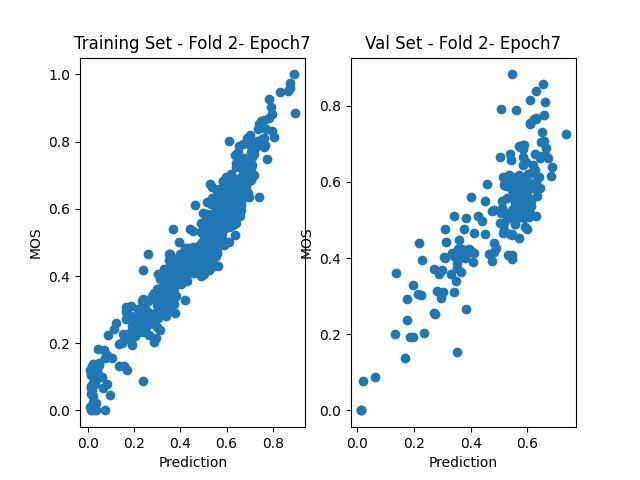 Training Set - Fold 2- Epoch7
Val Set - Fold 2- Epoch7
MOS
1.0
0.8
0.6
0.4
0.2
0.0
0.0 0.2 0.4 0.6 0.8
Prediction
MOS
0.8
0.6
0.4
0.2
0.0
0.0 0.2 0.4 0.6
Prediction